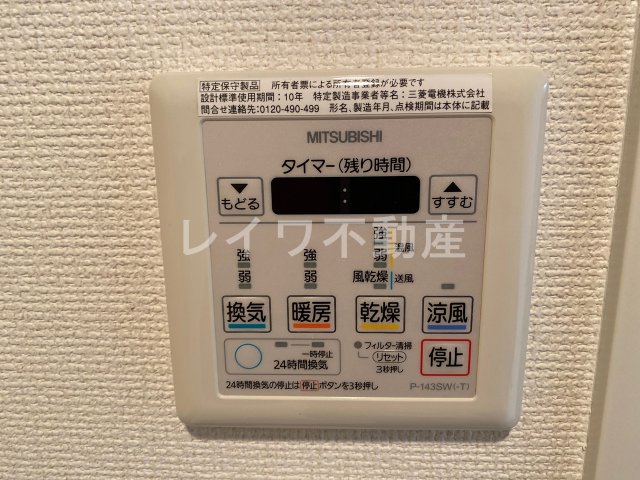 特定保守製品 所有者票による所有者登録が必要です
設計標準使用期間：10年 特定製造事業者等名：三菱電機株式会社
問合せ連絡先:0120-490-499 形名、製造年月、点検期間は本体に記載
MITSUBISHI
タイマー(残り時間)
▼ もどる
▲ すすむ
レイワ不動産
強 強 強 温風
弱 弱 弱
風乾燥 送風
換気 暖房 乾燥 涼風
一時停止
24時間換気
フィルター清掃
リセット
3秒押し
停止
24時間換気の停止は停止ボタンを3秒押し
P-143SW(-T)